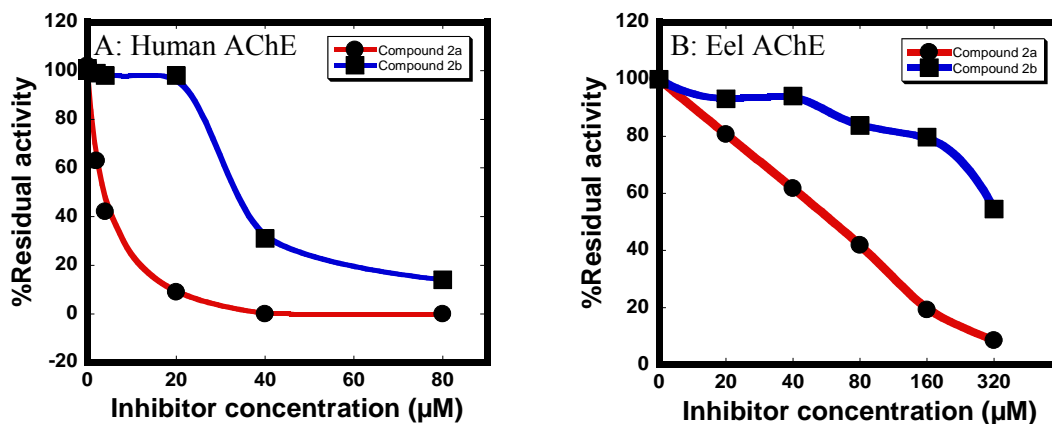 A: Human AChE
Compound 2a
Compound 2b
%Residual activity
120
100
80
60
40
20
0
-20
0 20 40 60 80
Inhibitor concentration (µM)
B: Eel AChE
Compound 2a
Compound 2b
%Residual activity
120
100
80
60
40
20
0
0 20 40 80 160 320
Inhibitor concentration (µM)